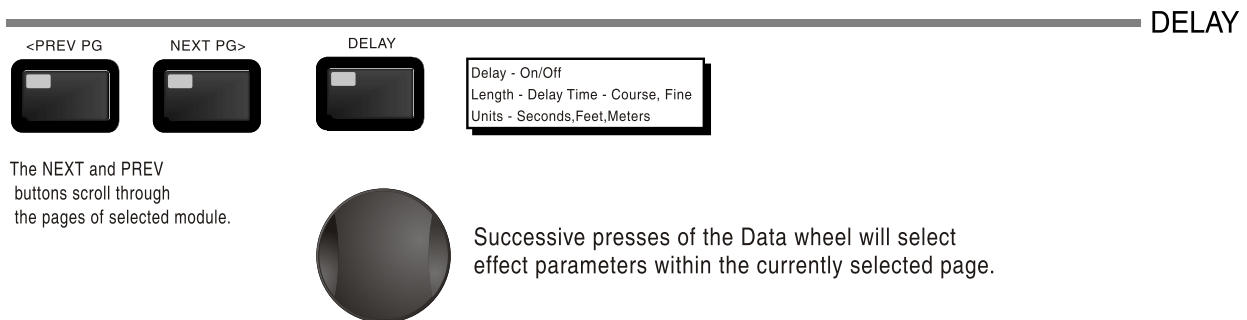 DELAY
<PREV PG
NEXT PG>
DELAY
Delay - On/Off
Length - Delay Time - Course, Fine
Units - Seconds,Feet,Meters
The NEXT and PREV
buttons scroll through
the pages of selected module.
Successive presses of the Data wheel will select
effect parameters within the currently selected page.